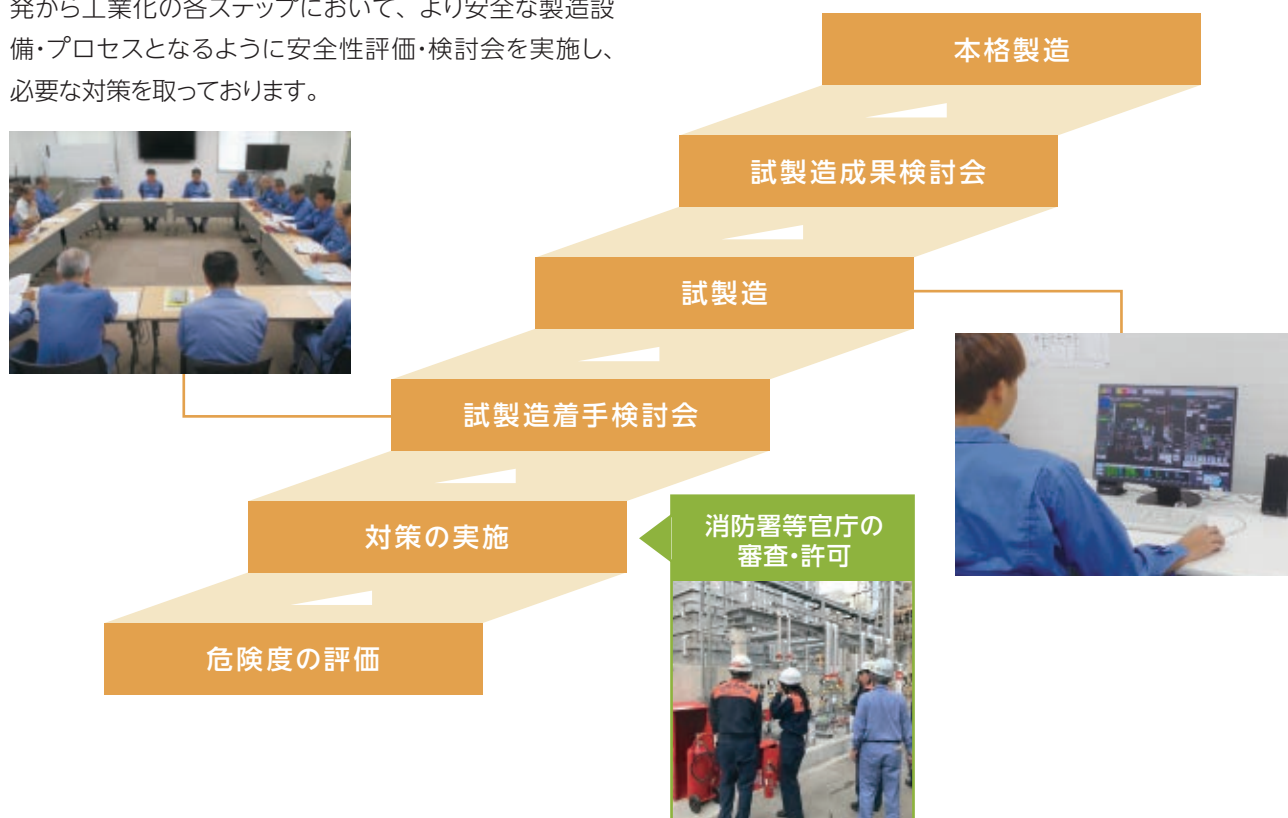 発から工業化の各ステップにおいて、より安全な製造設
備・プロセスとなるように安全性評価・検討会を実施し、
必要な対策を取っております。
本格製造
試製造成果検討会
試製造
試製造着手検討会
対策の実施
消防署等官庁の
審査・許可
危険度の評価